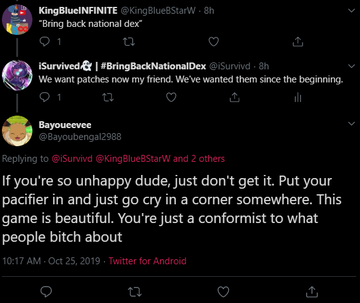 KingBlueINFINITE @KingBlueBStarW · 8h
"Bring back national dex"
1
iSurvived | #BringBackNationalDex @iSurvivd · 8h
We want patches now my friend. We've wanted them since the beginning.
1
Bayoueevee
@Bayoubengal2988
Replying to @iSurvivd @KingBlueBStarW and 2 others
If you're so unhappy dude, just don't get it. Put your
pacifier in and just go cry in a corner somewhere. This
game is beautiful. You're just a conformist to what
people bitch about
10:17 AM · Oct 25, 2019 · Twitter for Android